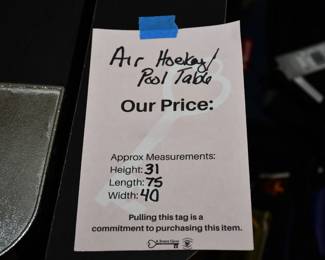 Air Hockey/
Pool Table
Our Price:
Approx Measurements:
Height: 31
Length: 75
Width: 40
Pulling this tag is a
commitment to purchasing this item.